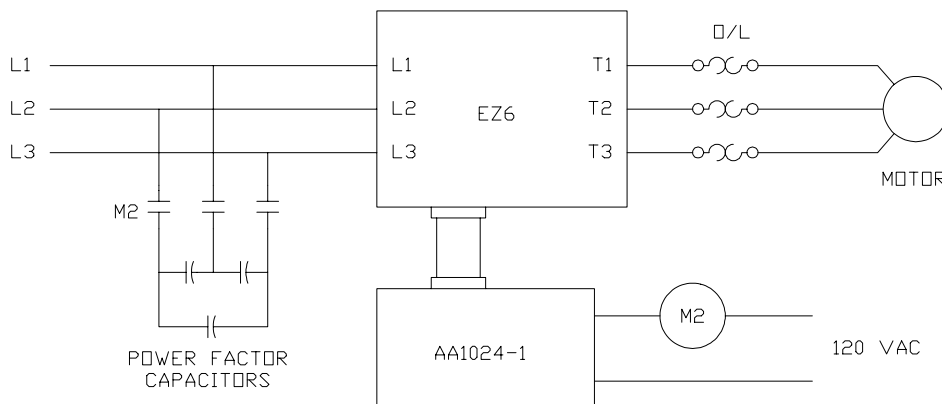 O/L
L1 L1 T1
L2 L2 EZ6 T2
L3 L3 T3
MOTOR
M2
M2
AA1024-1
120 VAC
POWER FACTOR
CAPACITORS